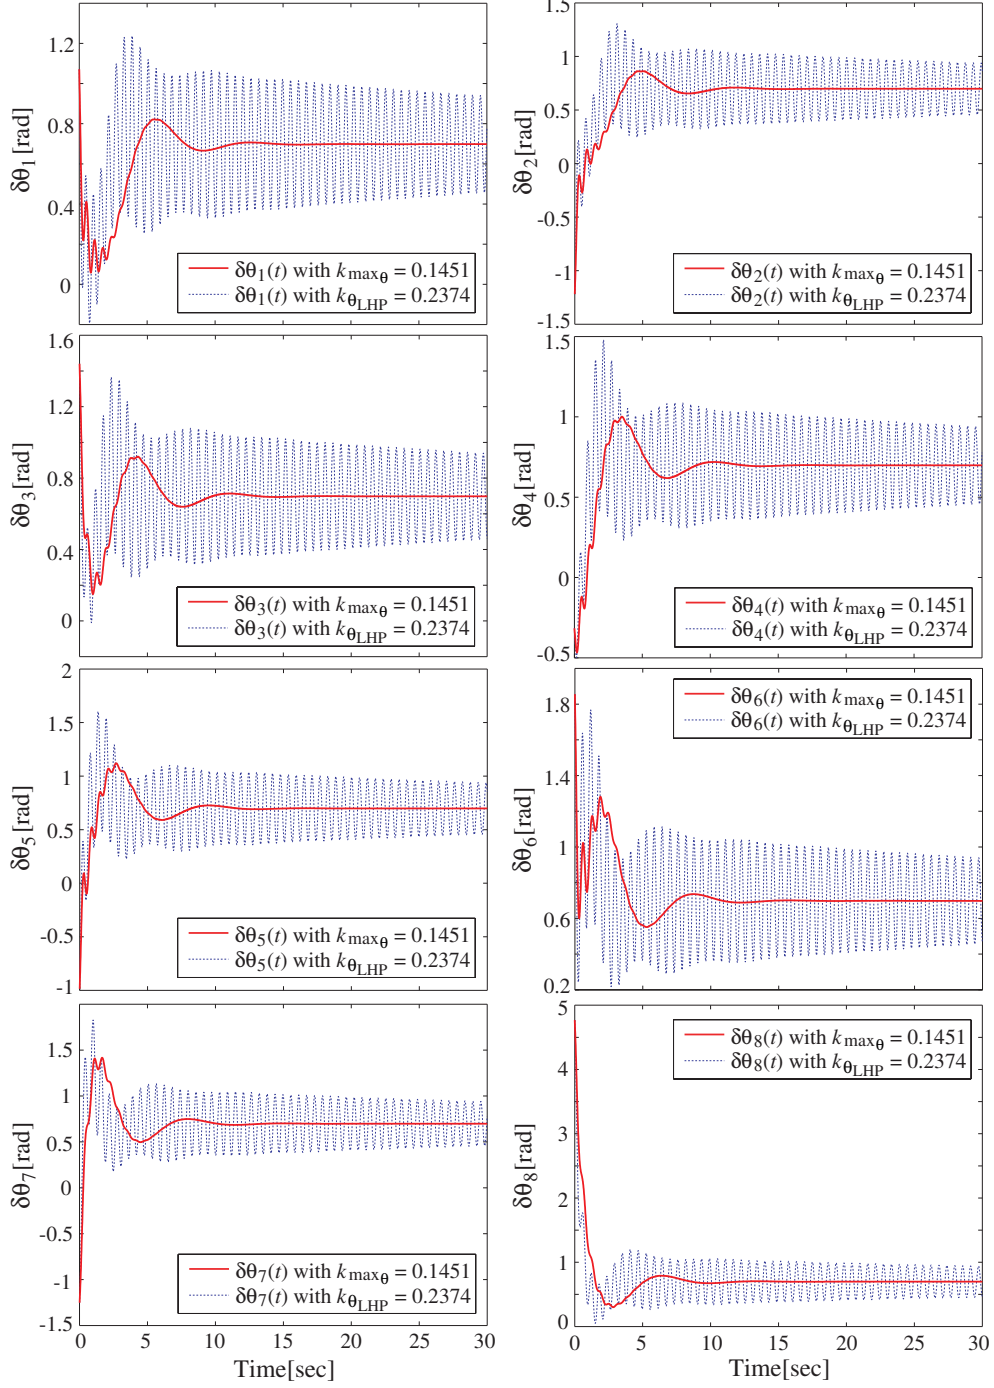 1.2
0.8
0.4
0
δθ1[rad]
δθ1(t) with kmaxθ = 0.1451
δθ1(t) with kθLHP = 0.2374
1.5
1
0.5
0
-0.5
-1
-1.5
0 5 10 15 20 25 30
δθ2[rad]
δθ2(t) with kmaxθ = 0.1451
δθ2(t) with kθLHP = 0.2374
1.6
1.2
0.8
0.4
0
δθ3[rad]
δθ3(t) with kmaxθ = 0.1451
δθ3(t) with kθLHP = 0.2374
1.5
1
0.5
0
-0.5
δθ4[rad]
δθ4(t) with kmaxθ = 0.1451
δθ4(t) with kθLHP = 0.2374
2
1.5
1
0.5
0
-0.5
-1
δθ5[rad]
δθ5(t) with kmaxθ = 0.1451
δθ5(t) with kθLHP = 0.2374
1.8
1.4
1
0.6
0.2
δθ6[rad]
δθ6(t) with kmaxθ = 0.1451
δθ6(t) with kθLHP = 0.2374
1.5
1
0.5
0
-0.5
-1
-1.5
δθ7[rad]
δθ7(t) with kmaxθ = 0.1451
δθ7(t) with kθLHP = 0.2374
0 5 10 15 20 25 30
Time[sec]
5
4
3
2
1
0
δθ8[rad]
δθ8(t) with kmaxθ = 0.1451
δθ8(t) with kθLHP = 0.2374
0 5 10 15 20 25 30
Time[sec]